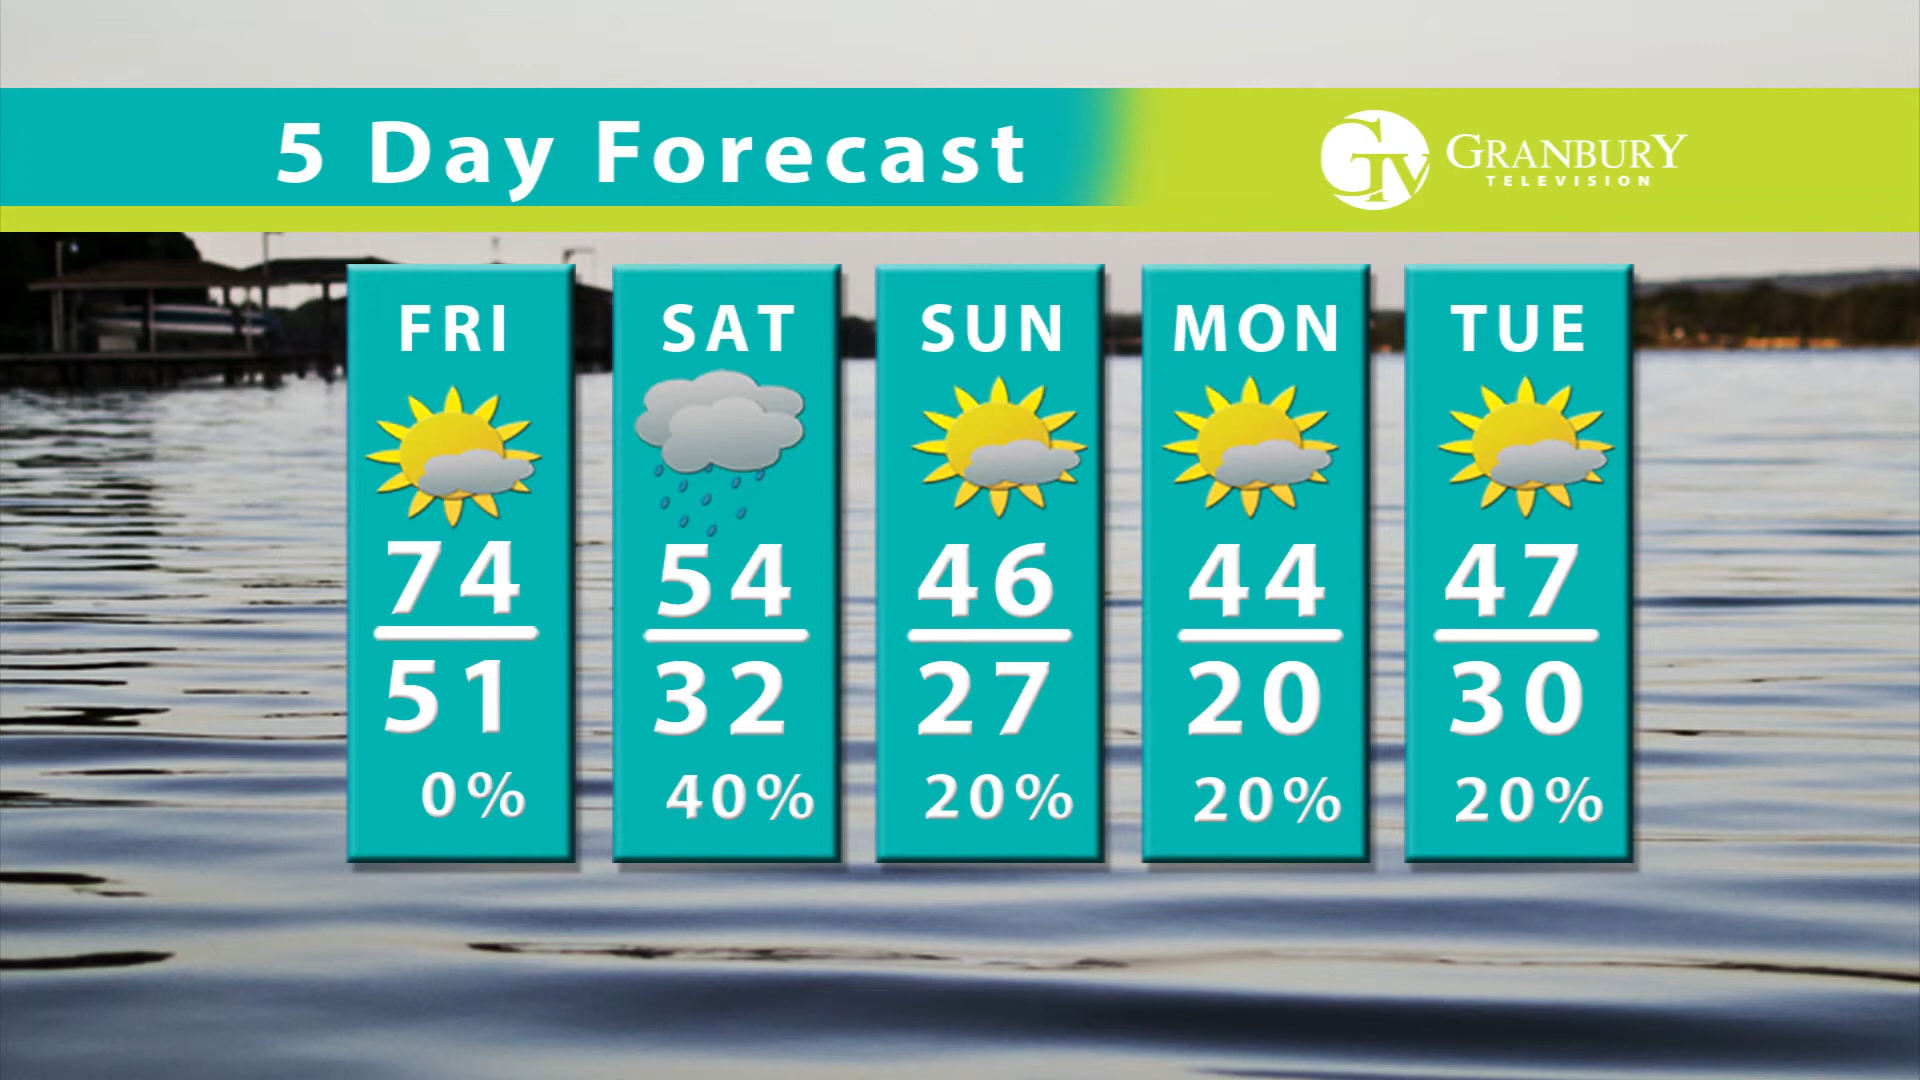 5 Day Forecast
GTV GRANBURY
TELEVISION
FRI SAT SUN MON TUE
74 54 46 44 47
51 32 27 20 30
0% 40% 20% 20% 20%